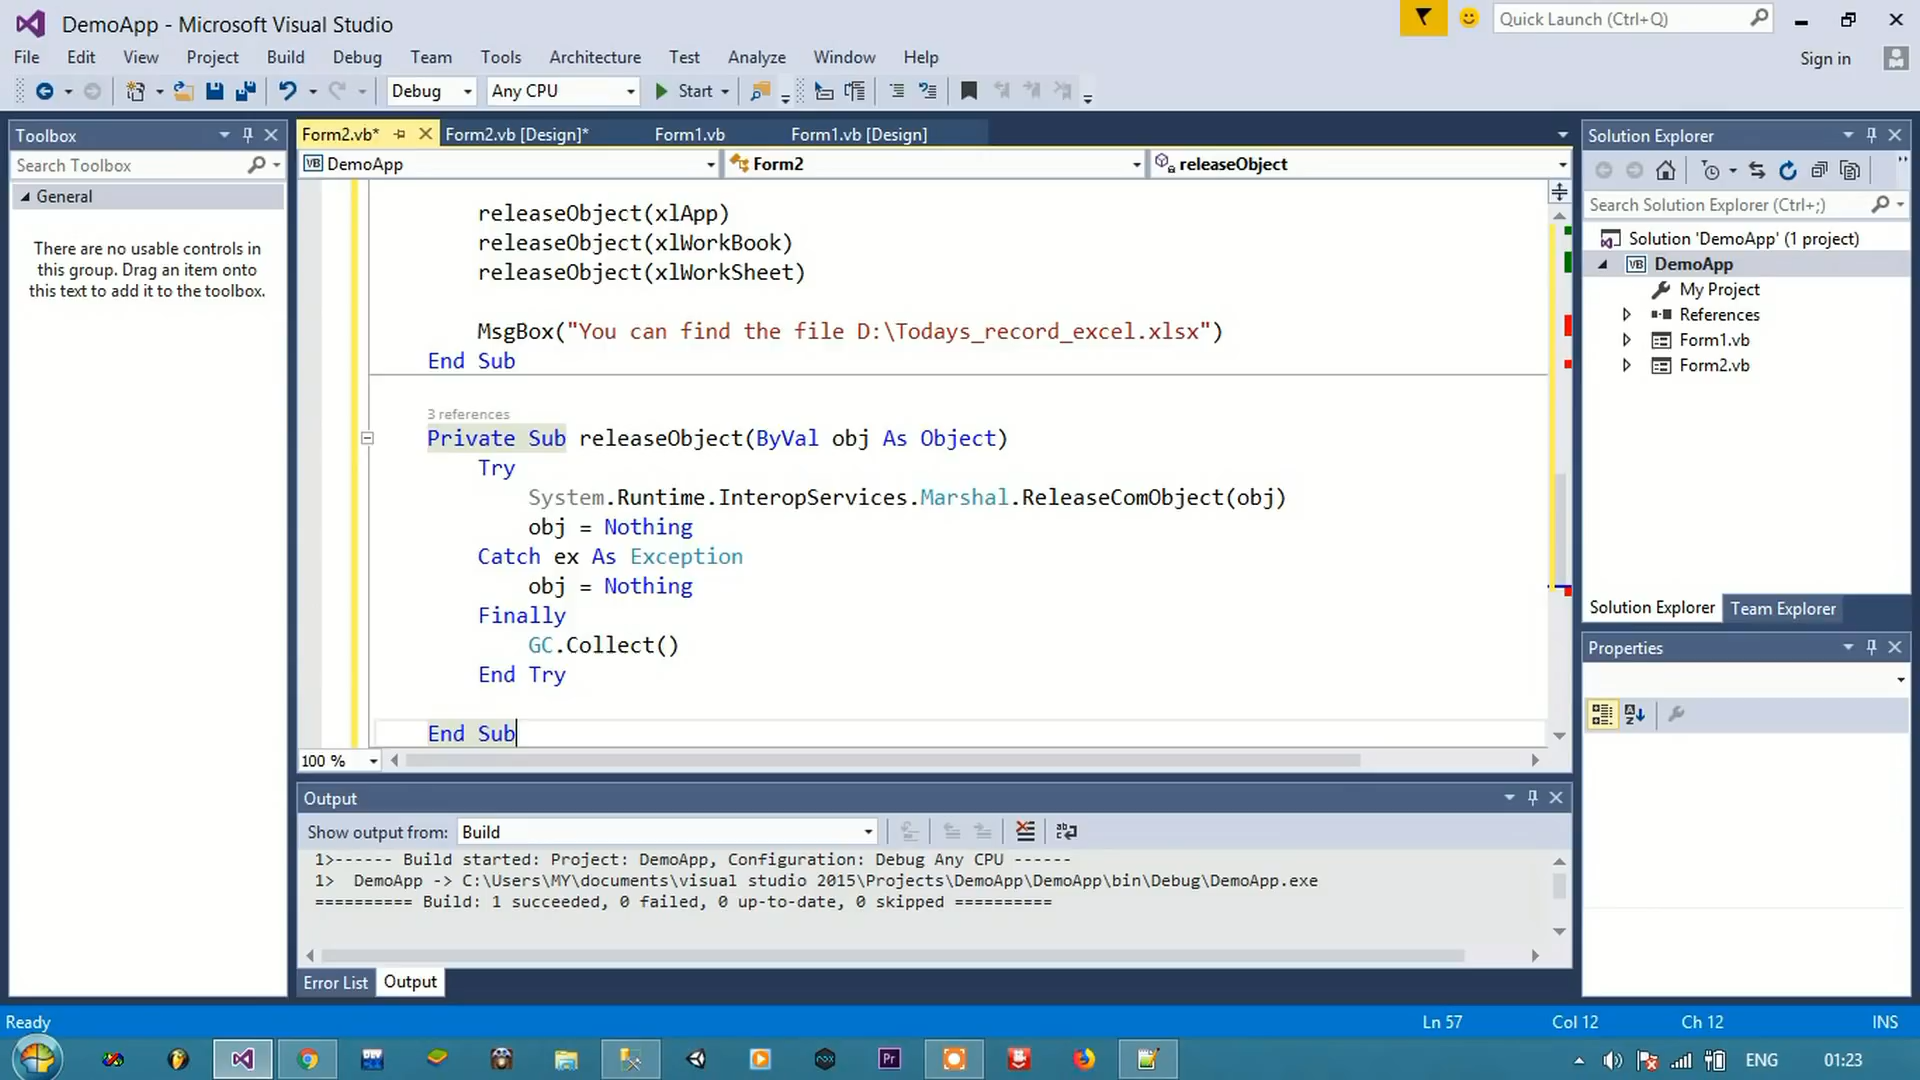 DemoApp - Microsoft Visual Studio
Quick Launch (Ctrl+Q)
File Edit View Project Build Debug Team Tools Architecture Test Analyze Window Help
Sign in
Debug Any CPU Start
Toolbox
Search Toolbox
General
There are no usable controls in
this group. Drag an item onto
this text to add it to the toolbox.
Form2.vb* Form2.vb [Design]* Form1.vb Form1.vb [Design]
VB DemoApp Form2 releaseObject
releaseObject(xlApp)
releaseObject(xlWorkBook)
releaseObject(xlWorkSheet)
MsgBox("You can find the file D:\Todays_record_excel.xlsx")
End Sub
3 references
Private Sub releaseObject(ByVal obj As Object)
Try
System.Runtime.InteropServices.Marshal.ReleaseComObject(obj)
obj = Nothing
Catch ex As Exception
obj = Nothing
Finally
GC.Collect()
End Try
End Sub
100 %
Output
Show output from: Build
1>------ Build started: Project: DemoApp, Configuration: Debug Any CPU ------
1>  DemoApp -> C:\Users\MY\documents\visual studio 2015\Projects\DemoApp\DemoApp\bin\Debug\DemoApp.exe
========== Build: 1 succeeded, 0 failed, 0 up-to-date, 0 skipped ==========
Error List Output
Solution Explorer
Search Solution Explorer (Ctrl+;)
Solution 'DemoApp' (1 project)
VB DemoApp
My Project
References
Form1.vb
Form2.vb
Solution Explorer Team Explorer
Properties
Ready Ln 57 Col 12 Ch 12 INS
Pr ENG 01:23